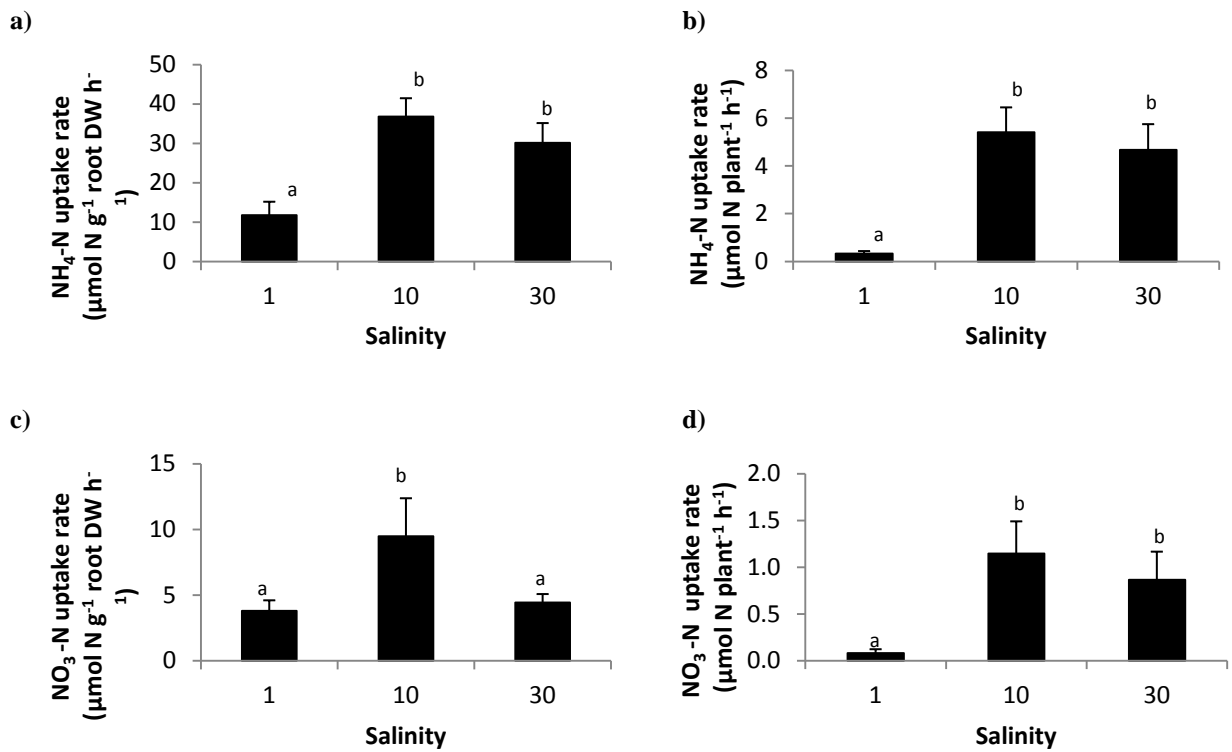 a)
NH₄-N uptake rate
(µmol N g⁻¹ root DW h⁻
¹)
50
40
30
20
10
0
a
b
b
1 10 30
Salinity
b)
NH₄-N uptake rate
(µmol N plant⁻¹ h⁻¹)
8
6
4
2
0
a
b
b
1 10 30
Salinity
c)
NO₃-N uptake rate
(µmol N g⁻¹ root DW h⁻
¹)
15
10
5
0
a
b
a
1 10 30
Salinity
d)
NO₃-N uptake rate
(µmol N plant⁻¹ h⁻¹)
2.0
1.5
1.0
0.5
0.0
a
b
b
1 10 30
Salinity